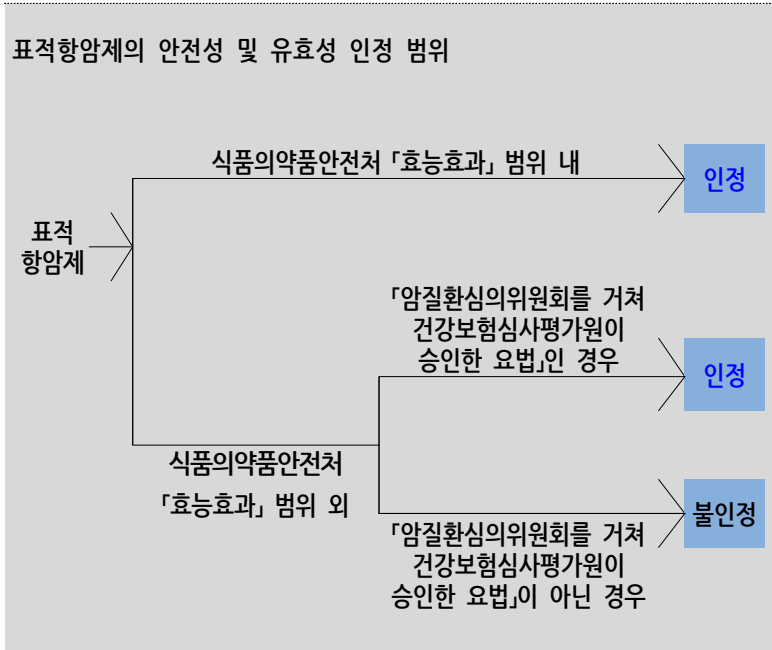 표적항암제의 안전성 및 유효성 인정 범위
식품의약품안전처 「효능효과」 범위 내
인정
표적
항암제
「암질환심의위원회를 거쳐
건강보험심사평가원이
승인한 요법」인 경우
인정
식품의약품안전처
「효능효과」 범위 외
불인정
「암질환심의위원회를 거쳐
건강보험심사평가원이
승인한 요법」이 아닌 경우